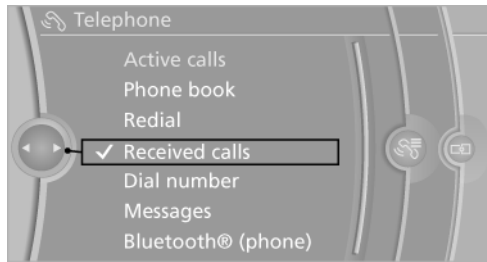 Telephone
Active calls
Phone book
Redial
Received calls
Dial number
Messages
Bluetooth® (phone)